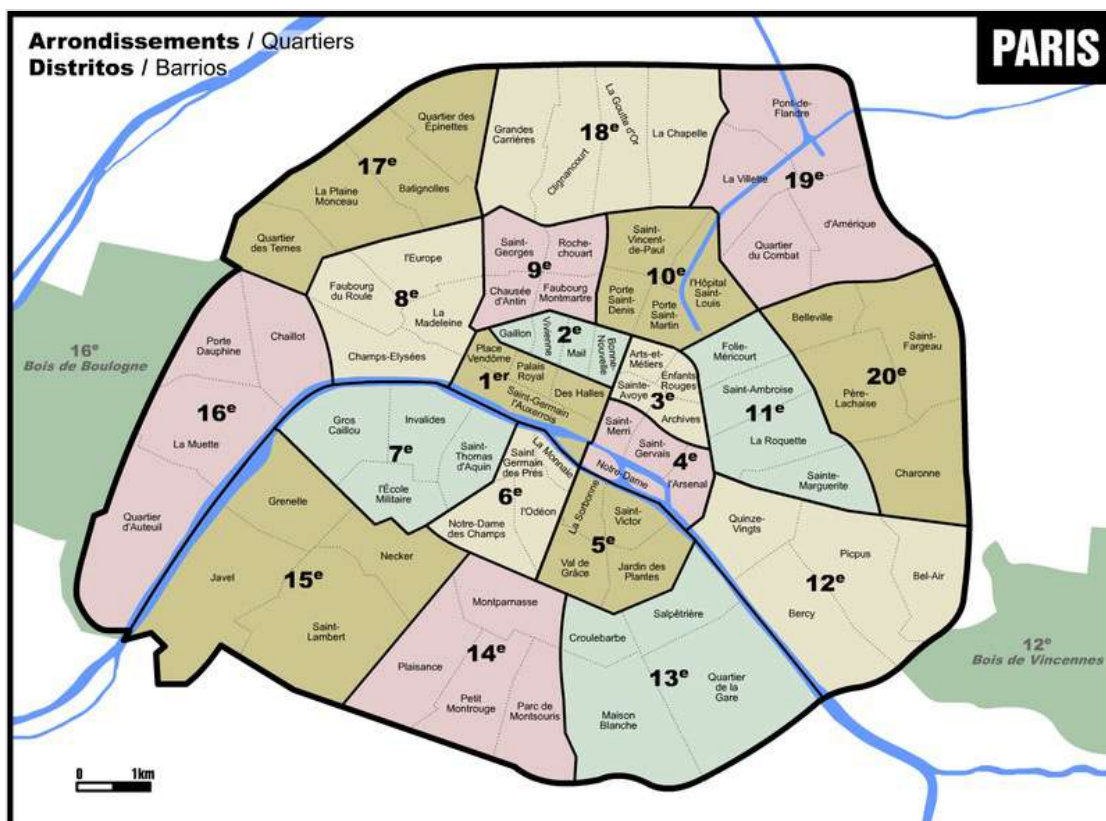 Arrondissements / Quartiers
Distritos / Barrios
PARIS
Quartier des
Épinettes
17e
La Plaine
Monceau
Batignolles
Quartier
des Ternes
Grandes
Carrières
18e
La Goutte d'Or
Clignancourt
La Chapelle
Pont-de-
Flandre
La Villette
19e
d'Amérique
Quartier
du Combat
l'Europe
Faubourg
du Roule
8e
La
Madeleine
Champs-Elysées
Saint-
Georges
Roche-
chouart
9e
Chausée
d'Antin
Faubourg
Montmartre
Saint-
Vincent-
de-Paul
10e
Porte
Saint-
Denis
Porte
Saint-
Martin
l'Hôpital
Saint-
Louis
Gaillon
Vivienne
2e
Mail
Bonne-
Nouvelle
Place
Vendôme
Palais
Royal
1er
Saint-Germain
l'Auxerrois
Des Halles
Arts-et-
Métiers
Enfants
Rouges
Sainte-
Avoye
3e
Archives
Saint-
Merri
Saint-
Gervais
4e
Notre-Dame
l'Arsenal
Folie-
Méricourt
Saint-Ambroise
11e
La Roquette
Sainte-
Marguerite
Belleville
Saint-
Fargeau
20e
Père-
Lachaise
Charonne
16e
Bois de Boulogne
Porte
Dauphine
Chaillot
16e
La Muette
Quartier
d'Auteuil
Gros
Caillou
Invalides
7e
Saint-
Thomas
d'Aquin
l'École
Militaire
Saint
Germain
des Prés
La Monnaie
6e
l'Odéon
Notre-Dame
des Champs
La Sorbonne
Saint-
Victor
5e
Val de
Grâce
Jardin des
Plantes
Grenelle
Necker
Javel
15e
Saint-
Lambert
Montparnasse
14e
Plaisance
Petit
Montrouge
Parc de
Montsouris
Salpêtrière
Croulebarbe
13e
Quartier
de la
Gare
Maison
Blanche
Quinze-
Vingts
Picpus
12e
Bel-Air
Bercy
12e
Bois de Vincennes
0 1km